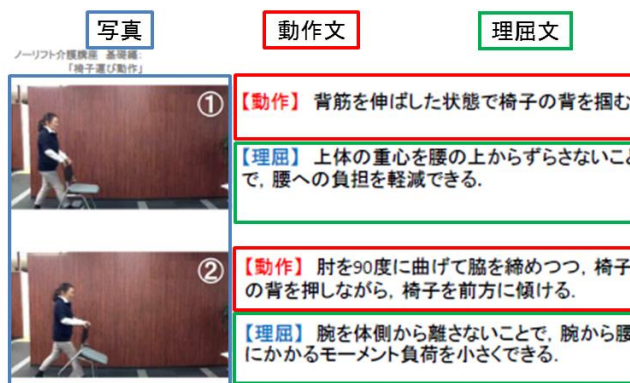 写真
動作文
理屈文
ノーリフト介護講座 基礎編:
「椅子運び動作」
①
【動作】 背筋を伸ばした状態で椅子の背を掴む
【理屈】 上体の重心を腰の上からずらさないこと
で，腰への負担を軽減できる．
②
【動作】 肘を90度に曲げて脇を締めつつ，椅子
の背を押しながら，椅子を前方に傾ける．
【理屈】 腕を体側から離さないことで，腕から腰
にかかるモーメント負荷を小さくできる．